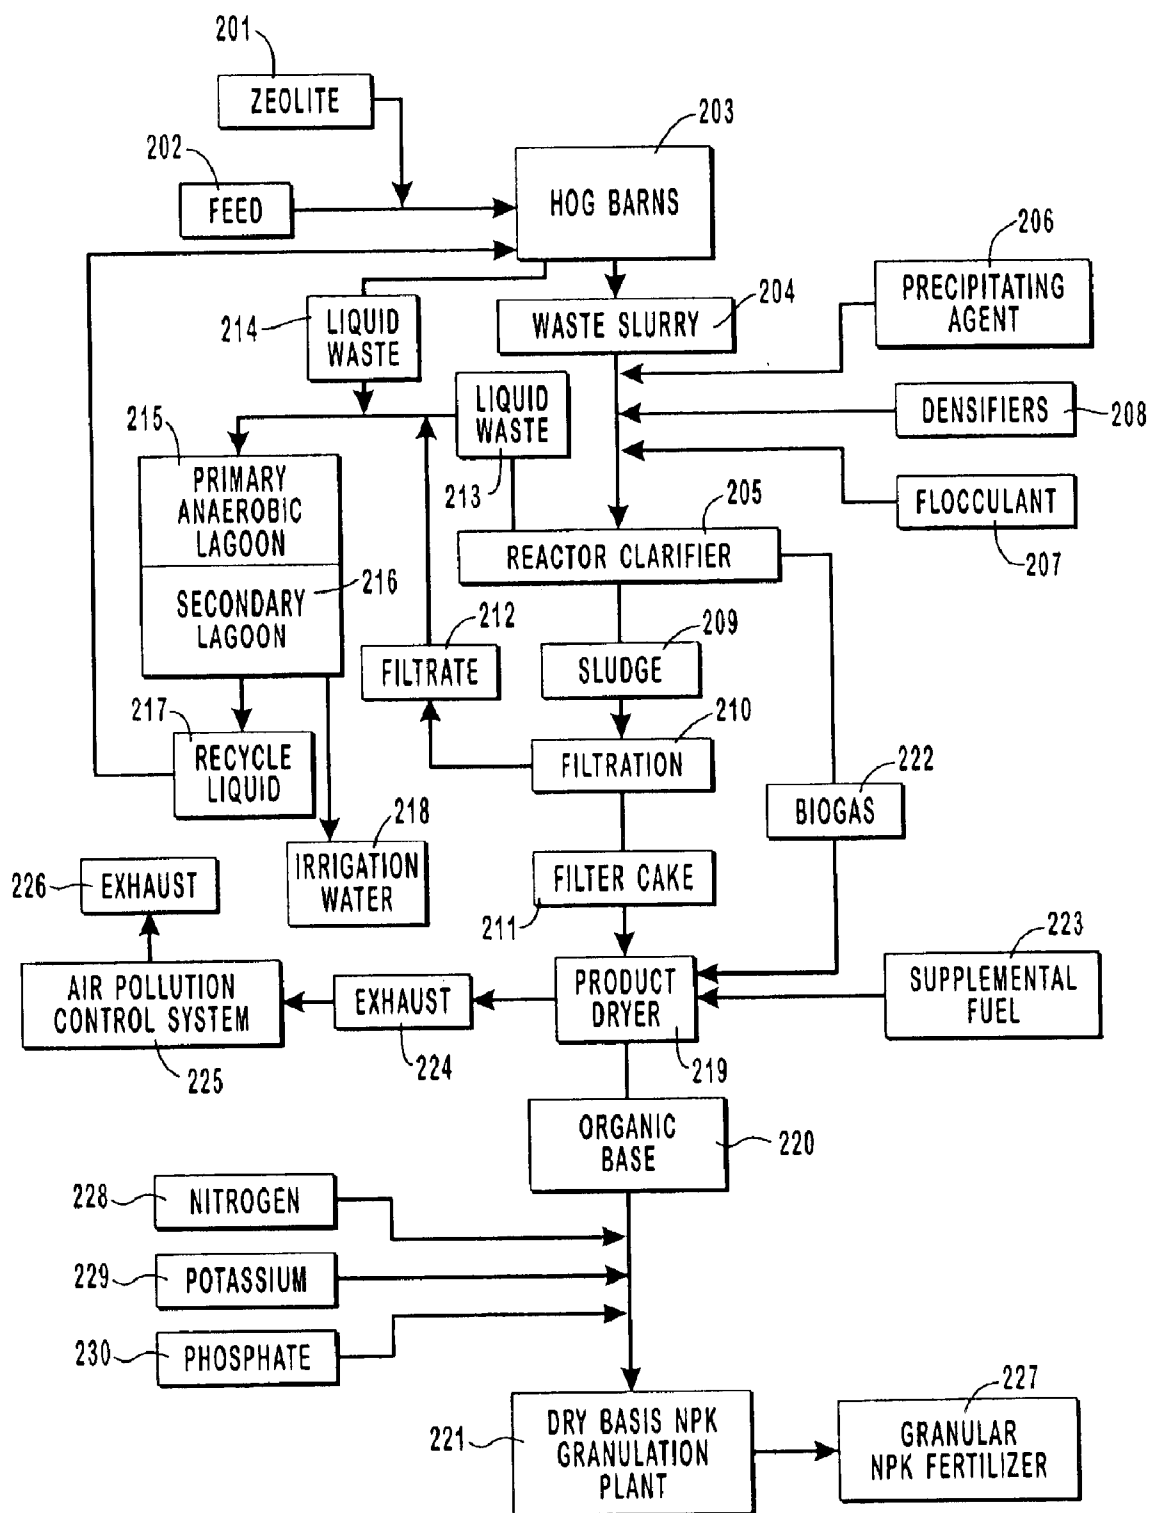 201
ZEOLITE
202
FEED
203
HOG BARNS
206
PRECIPITATING
AGENT
204
WASTE SLURRY
214
LIQUID
WASTE
LIQUID
WASTE
213
DENSIFIERS
208
215
PRIMARY
ANAEROBIC
LAGOON
FLOCCULANT
207
205
REACTOR CLARIFIER
216
SECONDARY
LAGOON
212
FILTRATE
209
SLUDGE
217
RECYCLE
LIQUID
210
FILTRATION
222
BIOGAS
218
IRRIGATION
WATER
226
EXHAUST
FILTER CAKE
211
223
SUPPLEMENTAL
FUEL
AIR POLLUTION
CONTROL SYSTEM
225
EXHAUST
224
PRODUCT
DRYER
219
ORGANIC
BASE
220
228
NITROGEN
229
POTASSIUM
230
PHOSPHATE
221
DRY BASIS NPK
GRANULATION
PLANT
227
GRANULAR
NPK FERTILIZER